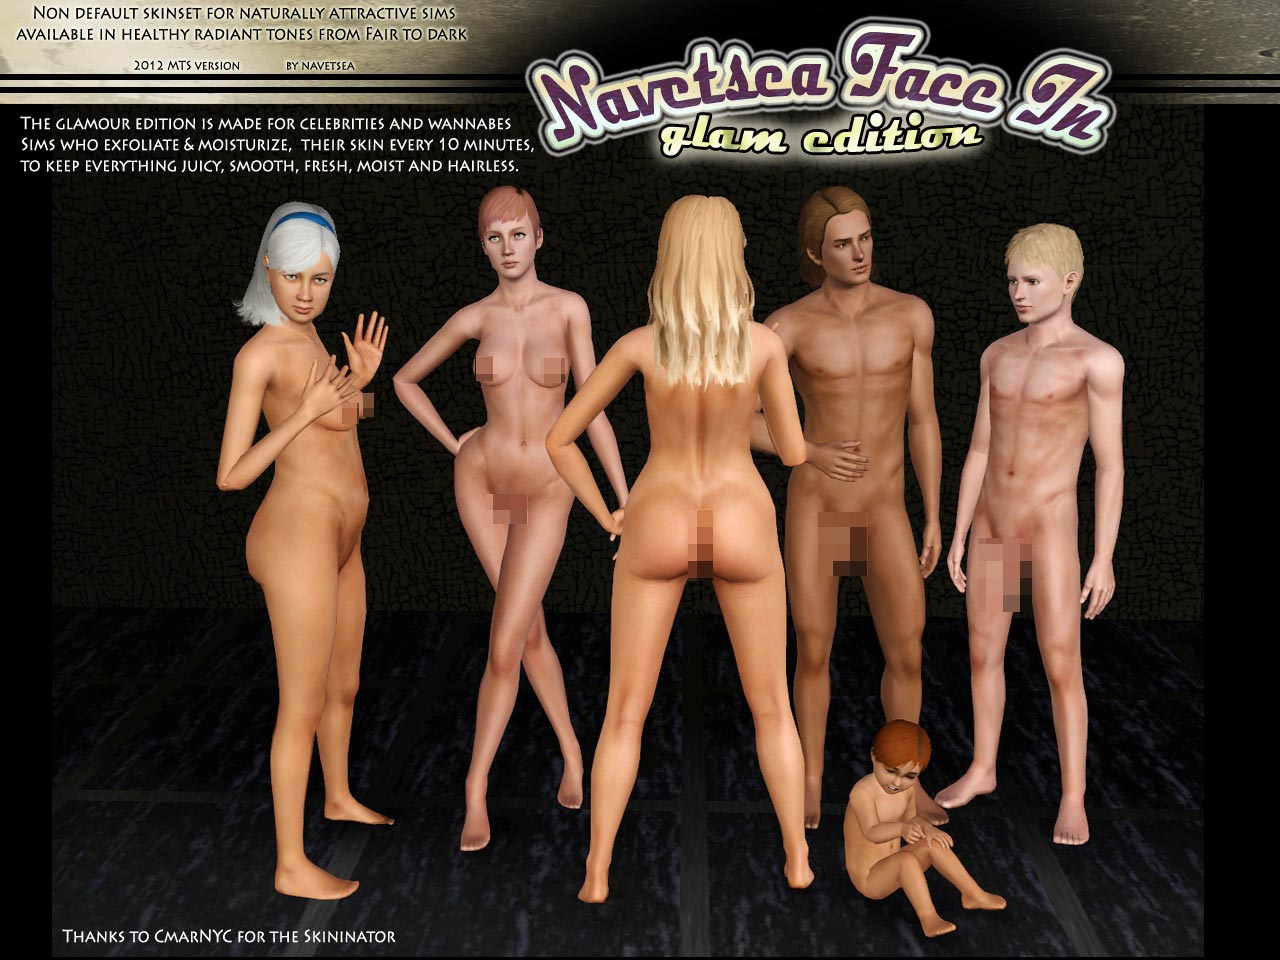 Non default skinset for naturally attractive sims
available in healthy radiant tones from Fair to dark
2012 MTS version by navetsea
Navetsea Face In
glam edition
The glamour edition is made for celebrities and wannabes
Sims who exfoliate & moisturize, their skin every 10 minutes,
to keep everything juicy, smooth, fresh, moist and hairless.
Thanks to CmarNYC for the Skininator